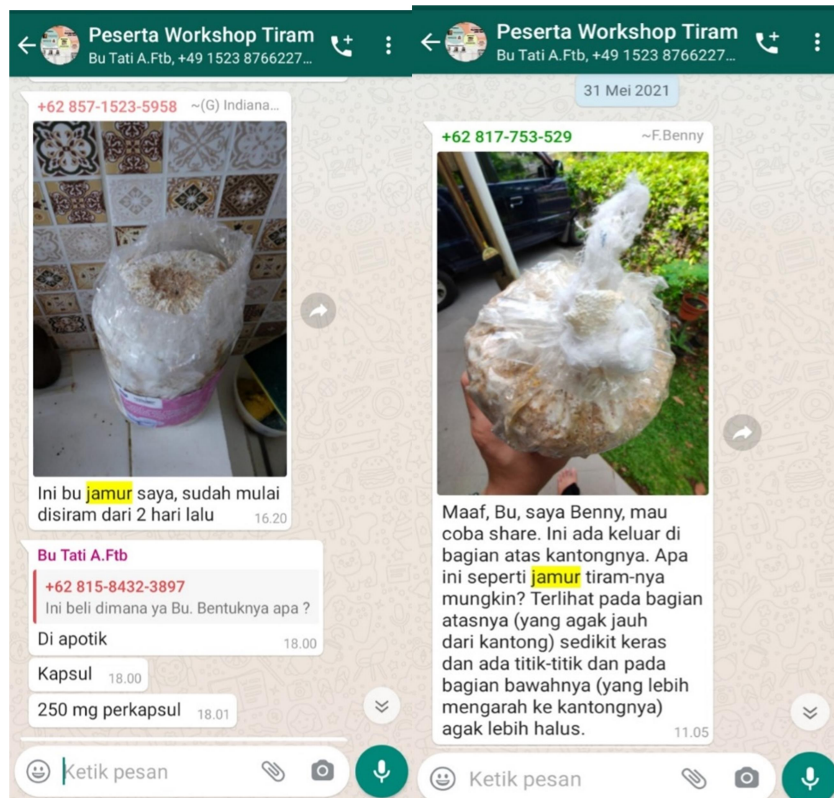 Peserta Workshop Tiram
Bu Tati A.Ftb, +49 1523 8766227...
+62 857-1523-5958 ~(G) Indiana...
Ini bu jamur saya, sudah mulai
disiram dari 2 hari lalu 16.20
Bu Tati A.Ftb
+62 815-8432-3897
Ini beli dimana ya Bu. Bentuknya apa ?
Di apotik 18.00
Kapsul 18.00
250 mg perkapsul 18.01
Ketik pesan
Peserta Workshop Tiram
Bu Tati A.Ftb, +49 1523 8766227...
31 Mei 2021
+62 817-753-529 ~F.Benny
Maaf, Bu, saya Benny, mau
coba share. Ini ada keluar di
bagian atas kantongnya. Apa
ini seperti jamur tiram-nya
mungkin? Terlihat pada bagian
atasnya (yang agak jauh
dari kantong) sedikit keras
dan ada titik-titik dan pada
bagian bawahnya (yang lebih
mengarah ke kantongnya)
agak lebih halus. 11.05
Ketik pesan